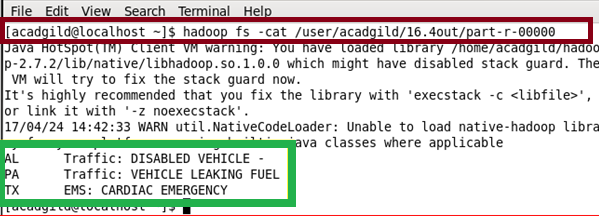 File Edit View Search Terminal Help
[acadgild@localhost ~]$ hadoop fs -cat /user/acadgild/16.4out/part-r-00000
Java HotSpot(TM) Client VM warning: You have loaded library /home/acadgild/hadoo
p-2.7.2/lib/native/libhadoop.so.1.0.0 which might have disabled stack guard. The
VM will try to fix the stack guard now.
It's highly recommended that you fix the library with 'execstack -c <libfile>',
or link it with '-z noexecstack'.
17/04/24 14:42:33 WARN util.NativeCodeLoader: Unable to load native-hadoop libra
java classes where applicable
AL Traffic: DISABLED VEHICLE -
PA Traffic: VEHICLE LEAKING FUEL
TX EMS: CARDIAC EMERGENCY
[acadgild@localhost ~]$